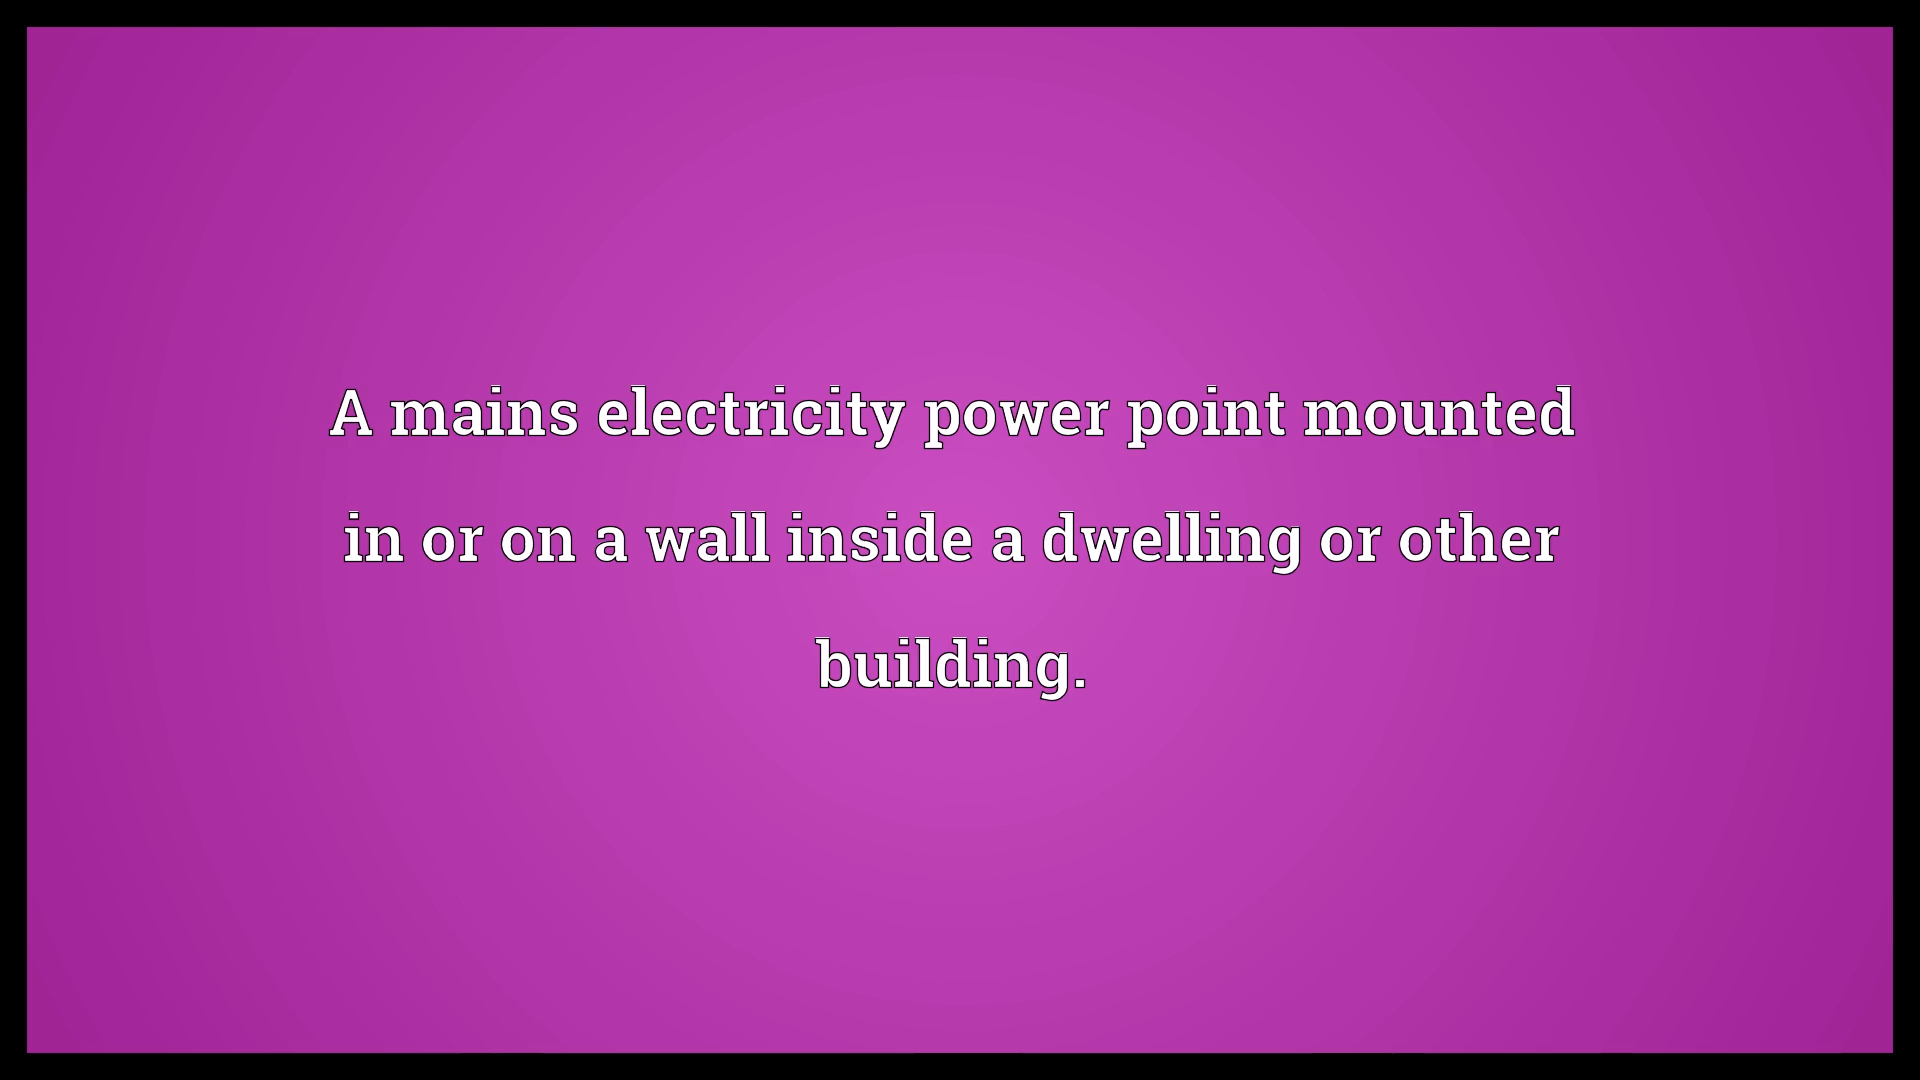 A mains electricity power point mounted
in or on a wall inside a dwelling or other
building.